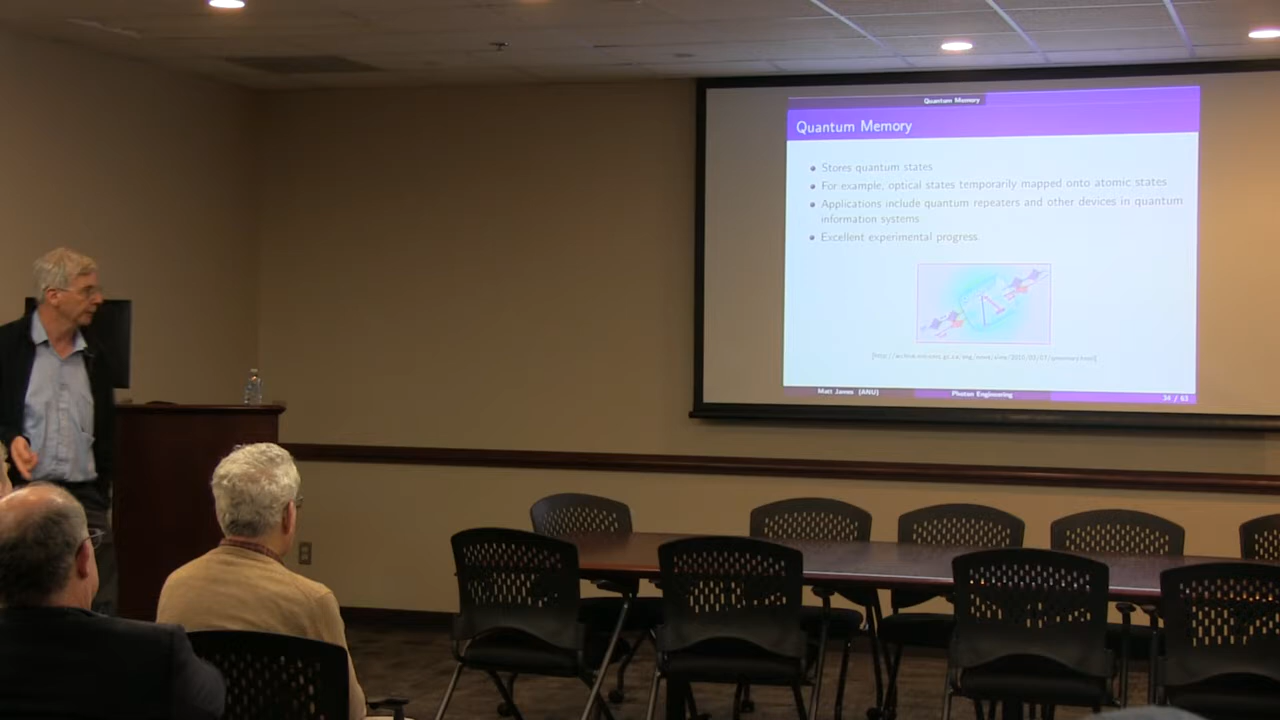 Quantum Memory
Quantum Memory
Stores quantum states
For example, optical states temporarily mapped onto atomic states
Applications include quantum repeaters and other devices in quantum
information systems
Excellent experimental progress.
Matt James (ANU)
Photon Engineering
34 / 63